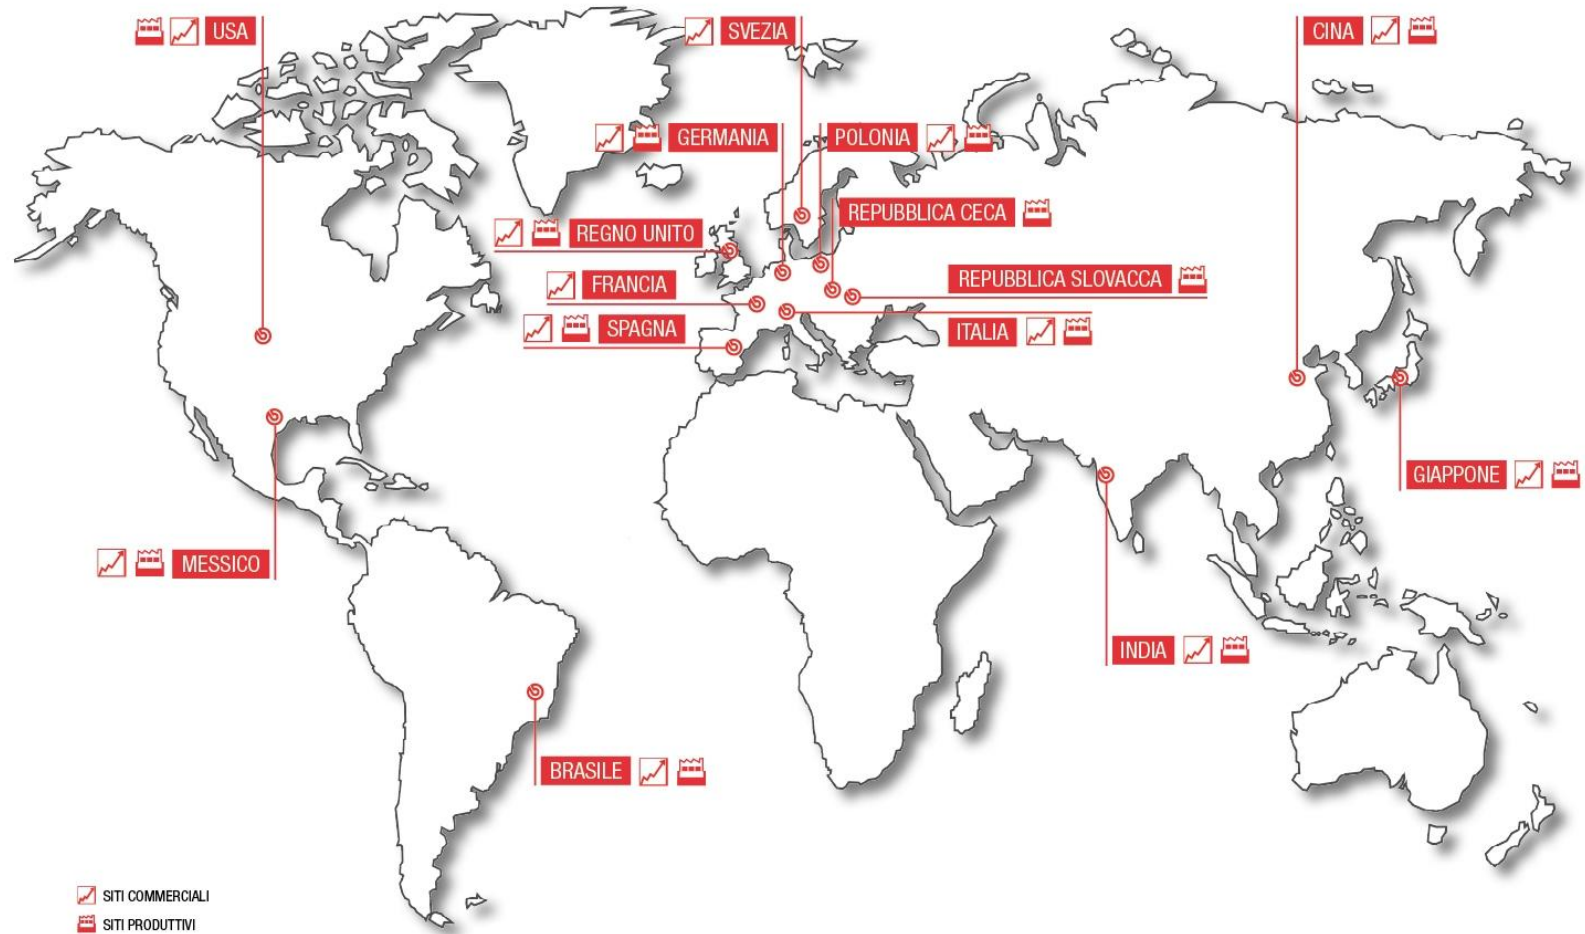 USA
SVEZIA
CINA
GERMANIA
POLONIA
REPUBBLICA CECA
REGNO UNITO
REPUBBLICA SLOVACCA
FRANCIA
SPAGNA
ITALIA
GIAPPONE
MESSICO
INDIA
BRASILE
SITI COMMERCIALI
SITI PRODUTTIVI